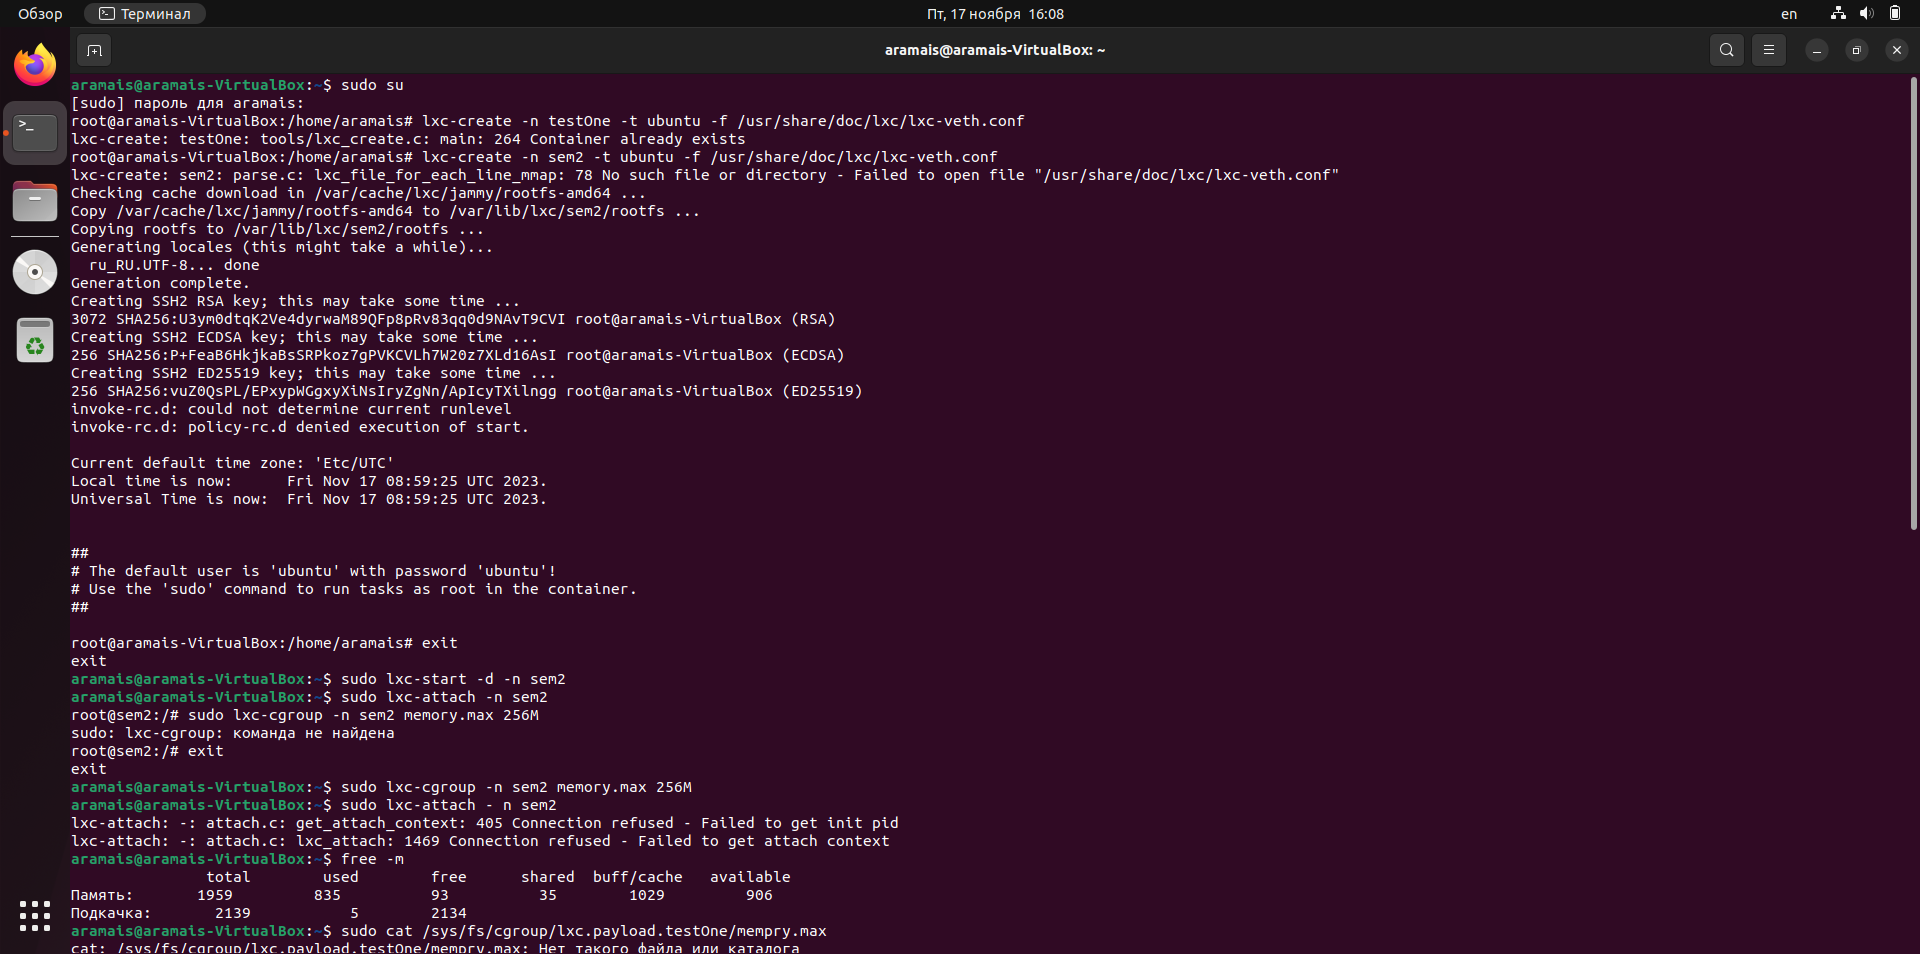 Обзор
Терминал
Пт, 17 ноября 16:08
en
aramais@aramais-VirtualBox: ~
aramais@aramais-VirtualBox:~$ sudo su
[sudo] пароль для aramais:
root@aramais-VirtualBox:/home/aramais# lxc-create -n testOne -t ubuntu -f /usr/share/doc/lxc/lxc-veth.conf
lxc-create: testOne: tools/lxc_create.c: main: 264 Container already exists
root@aramais-VirtualBox:/home/aramais# lxc-create -n sem2 -t ubuntu -f /usr/share/doc/lxc/lxc-veth.conf
lxc-create: sem2: parse.c: lxc_file_for_each_line_mmap: 78 No such file or directory - Failed to open file "/usr/share/doc/lxc/lxc-veth.conf"
Checking cache download in /var/cache/lxc/jammy/rootfs-amd64 ...
Copy /var/cache/lxc/jammy/rootfs-amd64 to /var/lib/lxc/sem2/rootfs ...
Copying rootfs to /var/lib/lxc/sem2/rootfs ...
Generating locales (this might take a while)...
  ru_RU.UTF-8... done
Generation complete.
Creating SSH2 RSA key; this may take some time ...
3072 SHA256:U3ym0dtqK2Ve4dyrwaM89QFp8pRv83qq0d9NAvT9CVI root@aramais-VirtualBox (RSA)
Creating SSH2 ECDSA key; this may take some time ...
256 SHA256:P+FeaB6HkjkaBsSRPkoz7gPVKCVLh7W20z7XLd16AsI root@aramais-VirtualBox (ECDSA)
Creating SSH2 ED25519 key; this may take some time ...
256 SHA256:vuZ0QsPL/EPxypWGgxyXiNsIryZgNn/ApIcyTXilngg root@aramais-VirtualBox (ED25519)
invoke-rc.d: could not determine current runlevel
invoke-rc.d: policy-rc.d denied execution of start.
Current default time zone: 'Etc/UTC'
Local time is now:      Fri Nov 17 08:59:25 UTC 2023.
Universal Time is now:  Fri Nov 17 08:59:25 UTC 2023.
##
# The default user is 'ubuntu' with password 'ubuntu'!
# Use the 'sudo' command to run tasks as root in the container.
##
root@aramais-VirtualBox:/home/aramais# exit
exit
aramais@aramais-VirtualBox:~$ sudo lxc-start -d -n sem2
aramais@aramais-VirtualBox:~$ sudo lxc-attach -n sem2
root@sem2:/# sudo lxc-cgroup -n sem2 memory.max 256M
sudo: lxc-cgroup: команда не найдена
root@sem2:/# exit
exit
aramais@aramais-VirtualBox:~$ sudo lxc-cgroup -n sem2 memory.max 256M
aramais@aramais-VirtualBox:~$ sudo lxc-attach - n sem2
lxc-attach: -: attach.c: get_attach_context: 405 Connection refused - Failed to get init pid
lxc-attach: -: attach.c: lxc_attach: 1469 Connection refused - Failed to get attach context
aramais@aramais-VirtualBox:~$ free -m
               total        used        free      shared  buff/cache   available
Память:       1959         835          93          35        1029         906
Подкачка:       2139           5        2134
aramais@aramais-VirtualBox:~$ sudo cat /sys/fs/cgroup/lxc.payload.testOne/mempry.max
cat: /sys/fs/cgroup/lxc.payload.testOne/mempry.max: Нет такого файла или каталога